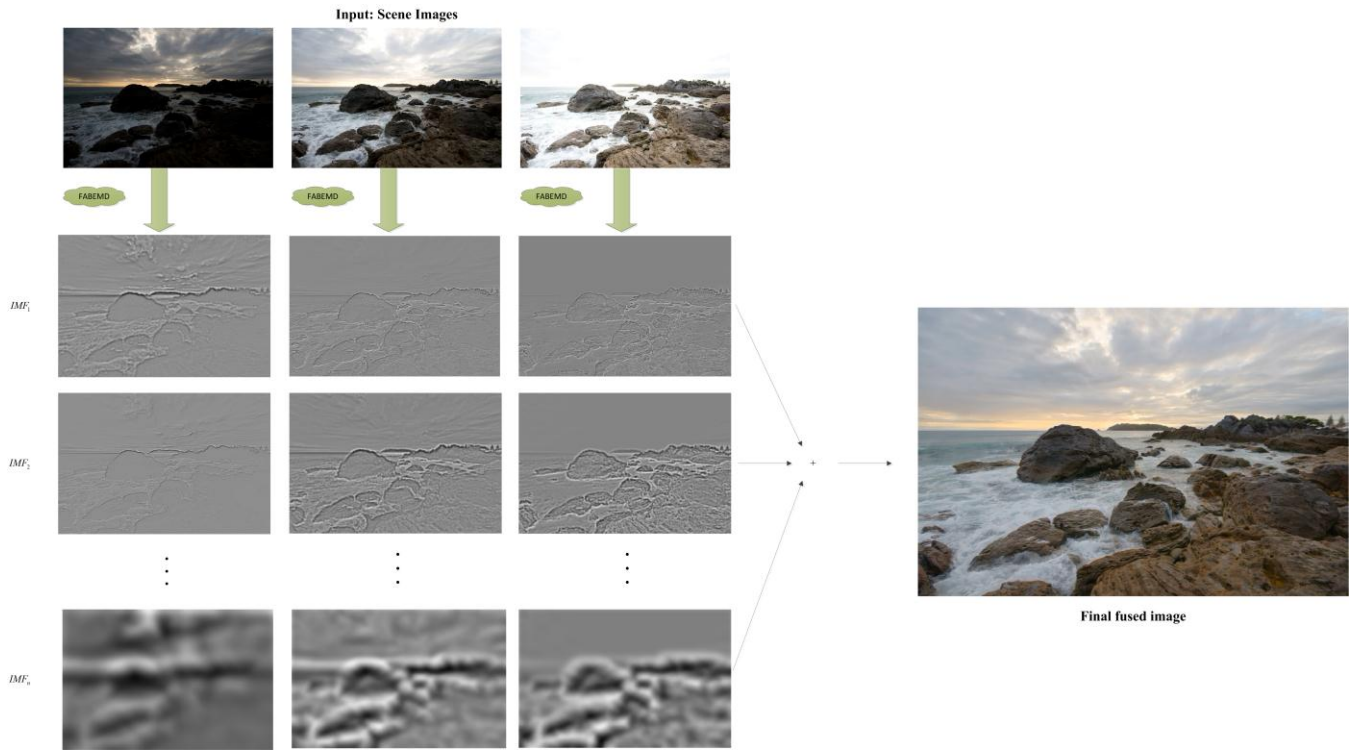 Input: Scene Images
FABEMD
FABEMD
FABEMD
IMF₁
IMF₂
+
Final fused image
IMFₙ